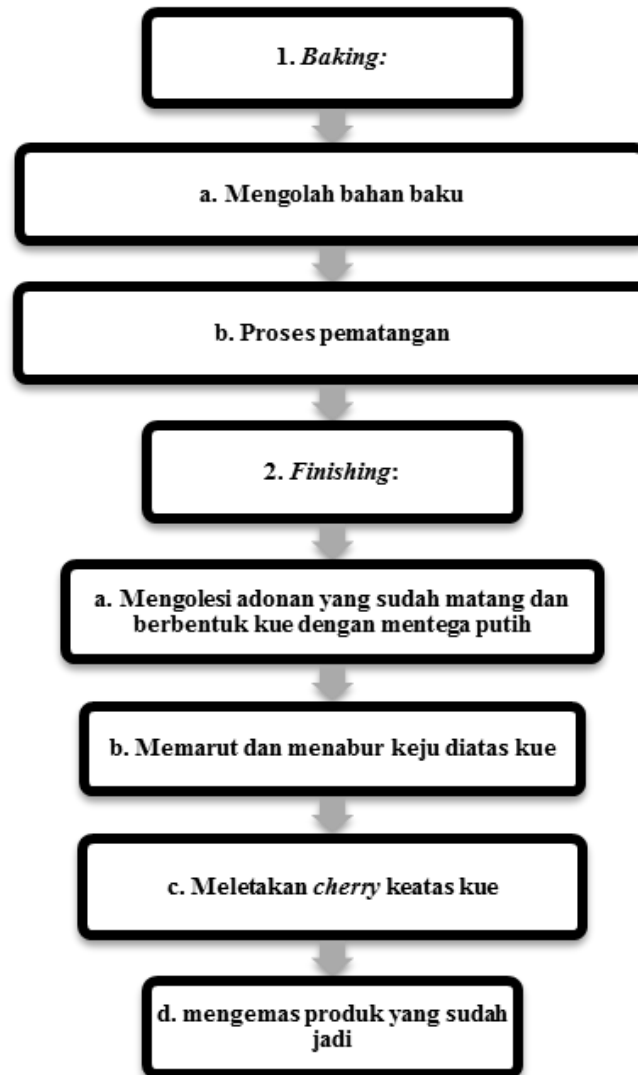 1. Baking:
a. Mengolah bahan baku
b. Proses pematangan
2. Finishing:
a. Mengolesi adonan yang sudah matang dan
berbentuk kue dengan mentega putih
b. Memarut dan menabur keju diatas kue
c. Meletakan cherry keatas kue
d. mengemas produk yang sudah
jadi